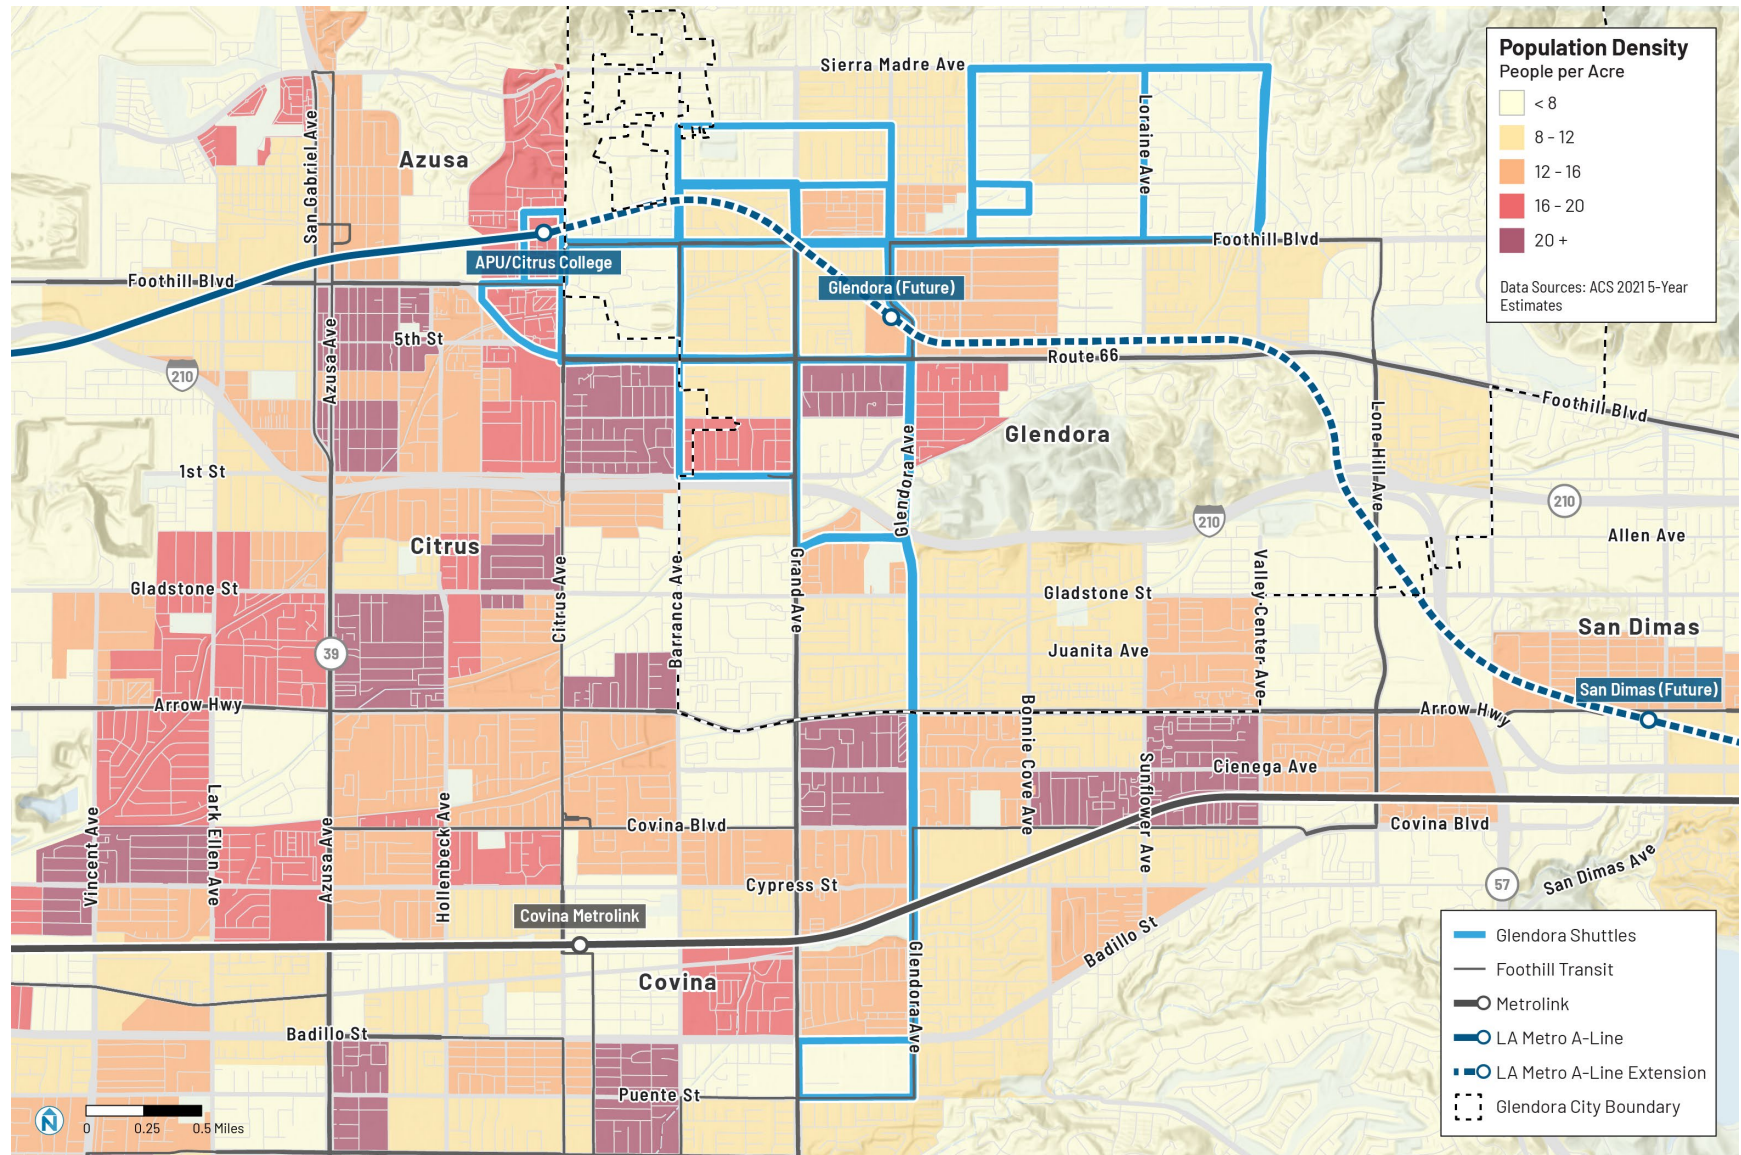 Sierra Madre Ave
Population Density
People per Acre
< 8
8 - 12
12 - 16
16 - 20
20 +
Data Sources: ACS 2021 5-Year
Estimates
San Gabriel Ave
Azusa
Loraine Ave
APU/Citrus College
Foothill Blvd
Foothill Blvd
Glendora (Future)
5th St
Azusa Ave
210
Route 66
Foothill Blvd
Lone Hill Ave
Glendora
Glendora Ave
1st St
210
210
Allen Ave
Citrus
Citrus Ave
Barranca Ave
Grand Ave
Valley Center Ave
Gladstone St
Gladstone St
San Dimas
39
Juanita Ave
San Dimas (Future)
Arrow Hwy
Arrow Hwy
Bonnie Cove Ave
Sunflower Ave
Cienega Ave
Vincent Ave
Lark Ellen Ave
Azusa Ave
Hollenbeck Ave
Covina Blvd
Covina Blvd
Cypress St
San Dimas Ave
57
Covina Metrolink
Badillo St
Covina
Glendora Ave
Badillo St
Puente St
Glendora Shuttles
Foothill Transit
Metrolink
LA Metro A-Line
LA Metro A-Line Extension
Glendora City Boundary
N
0 0.25 0.5 Miles